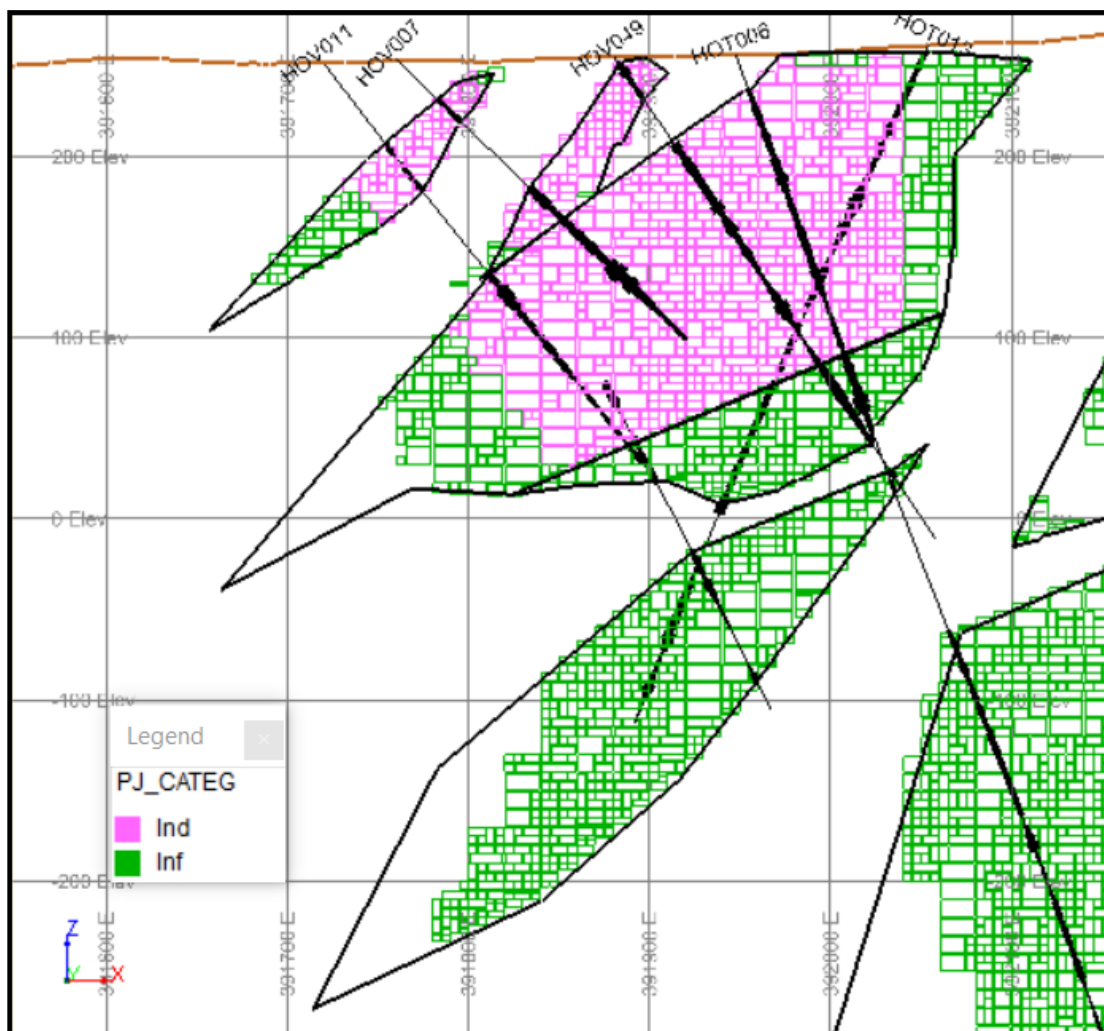 HOV011
HOV007
HOV049
HOT006
200 Elev
200 Elev
100 Elev
100 Elev
0 Elev
0 Elev
-100 Elev
-200 Elev
391700 E
391800 E
391900 E
392000 E
Legend
PJ_CATEG
Ind
Inf
Z
Y
X